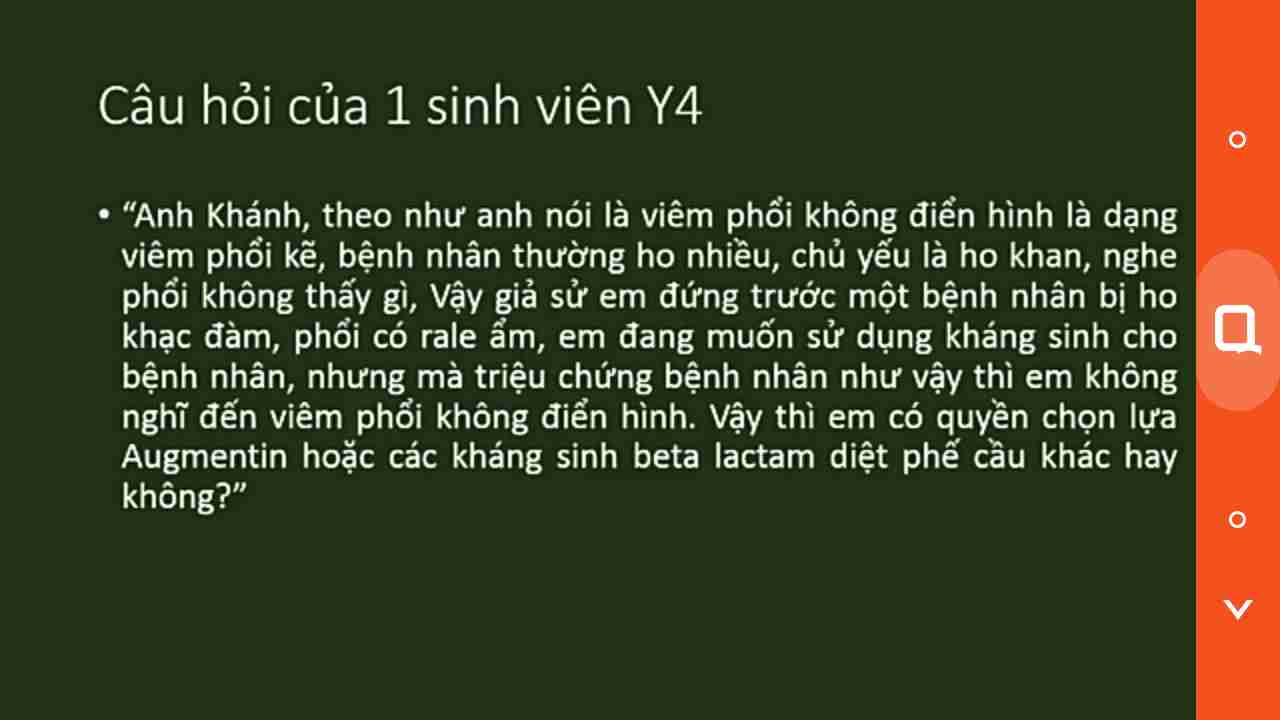 Câu hỏi của 1 sinh viên Y4
• “Anh Khánh, theo như anh nói là viêm phổi không điển hình là dạng
viêm phổi kẽ, bệnh nhân thường ho nhiều, chủ yếu là ho khan, nghe
phổi không thấy gì, Vậy giả sử em đứng trước một bệnh nhân bị ho
khạc đàm, phổi có rale ẩm, em đang muốn sử dụng kháng sinh cho
bệnh nhân, nhưng mà triệu chứng bệnh nhân như vậy thì em không
nghĩ đến viêm phổi không điển hình. Vậy thì em có quyền chọn lựa
Augmentin hoặc các kháng sinh beta lactam diệt phế cầu khác hay
không?”